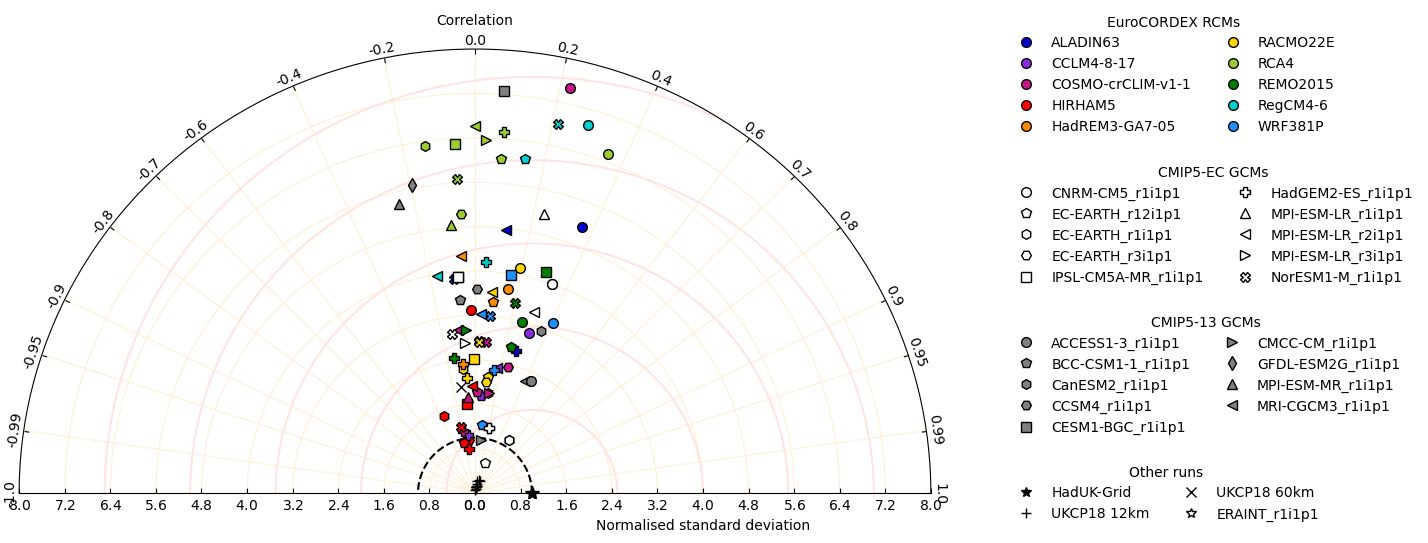 Correlation
0.0
-0.2
0.2
-0.4
0.4
-0.6
0.6
-0.7
0.7
-0.8
0.8
-0.9
0.9
-0.95
0.95
-0.99
0.99
-1.0
1.0
8.0 7.2 6.4 5.6 4.8 4.0 3.2 2.4 1.6 0.8 0.0 0.8 1.6 2.4 3.2 4.0 4.8 5.6 6.4 7.2 8.0
Normalised standard deviation
EuroCORDEX RCMs
ALADIN63
CCLM4-8-17
COSMO-crCLIM-v1-1
HIRHAM5
HadREM3-GA7-05
RACMO22E
RCA4
REMO2015
RegCM4-6
WRF381P
CMIP5-EC GCMs
CNRM-CM5_r1i1p1
EC-EARTH_r12i1p1
EC-EARTH_r1i1p1
EC-EARTH_r3i1p1
IPSL-CM5A-MR_r1i1p1
HadGEM2-ES_r1i1p1
MPI-ESM-LR_r1i1p1
MPI-ESM-LR_r2i1p1
MPI-ESM-LR_r3i1p1
NorESM1-M_r1i1p1
CMIP5-13 GCMs
ACCESS1-3_r1i1p1
BCC-CSM1-1_r1i1p1
CanESM2_r1i1p1
CCSM4_r1i1p1
CESM1-BGC_r1i1p1
CMCC-CM_r1i1p1
GFDL-ESM2G_r1i1p1
MPI-ESM-MR_r1i1p1
MRI-CGCM3_r1i1p1
Other runs
HadUK-Grid
UKCP18 12km
UKCP18 60km
ERAINT_r1i1p1